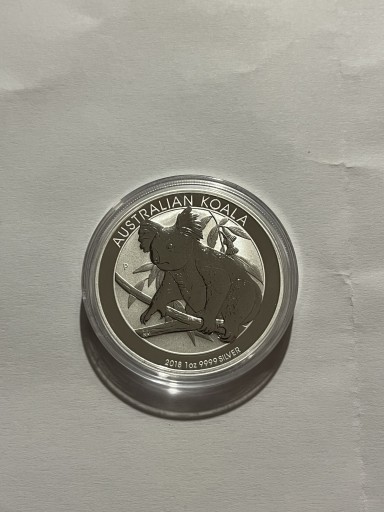 AUSTRALIAN KOALA
P
2018 1oz 9999 SILVER